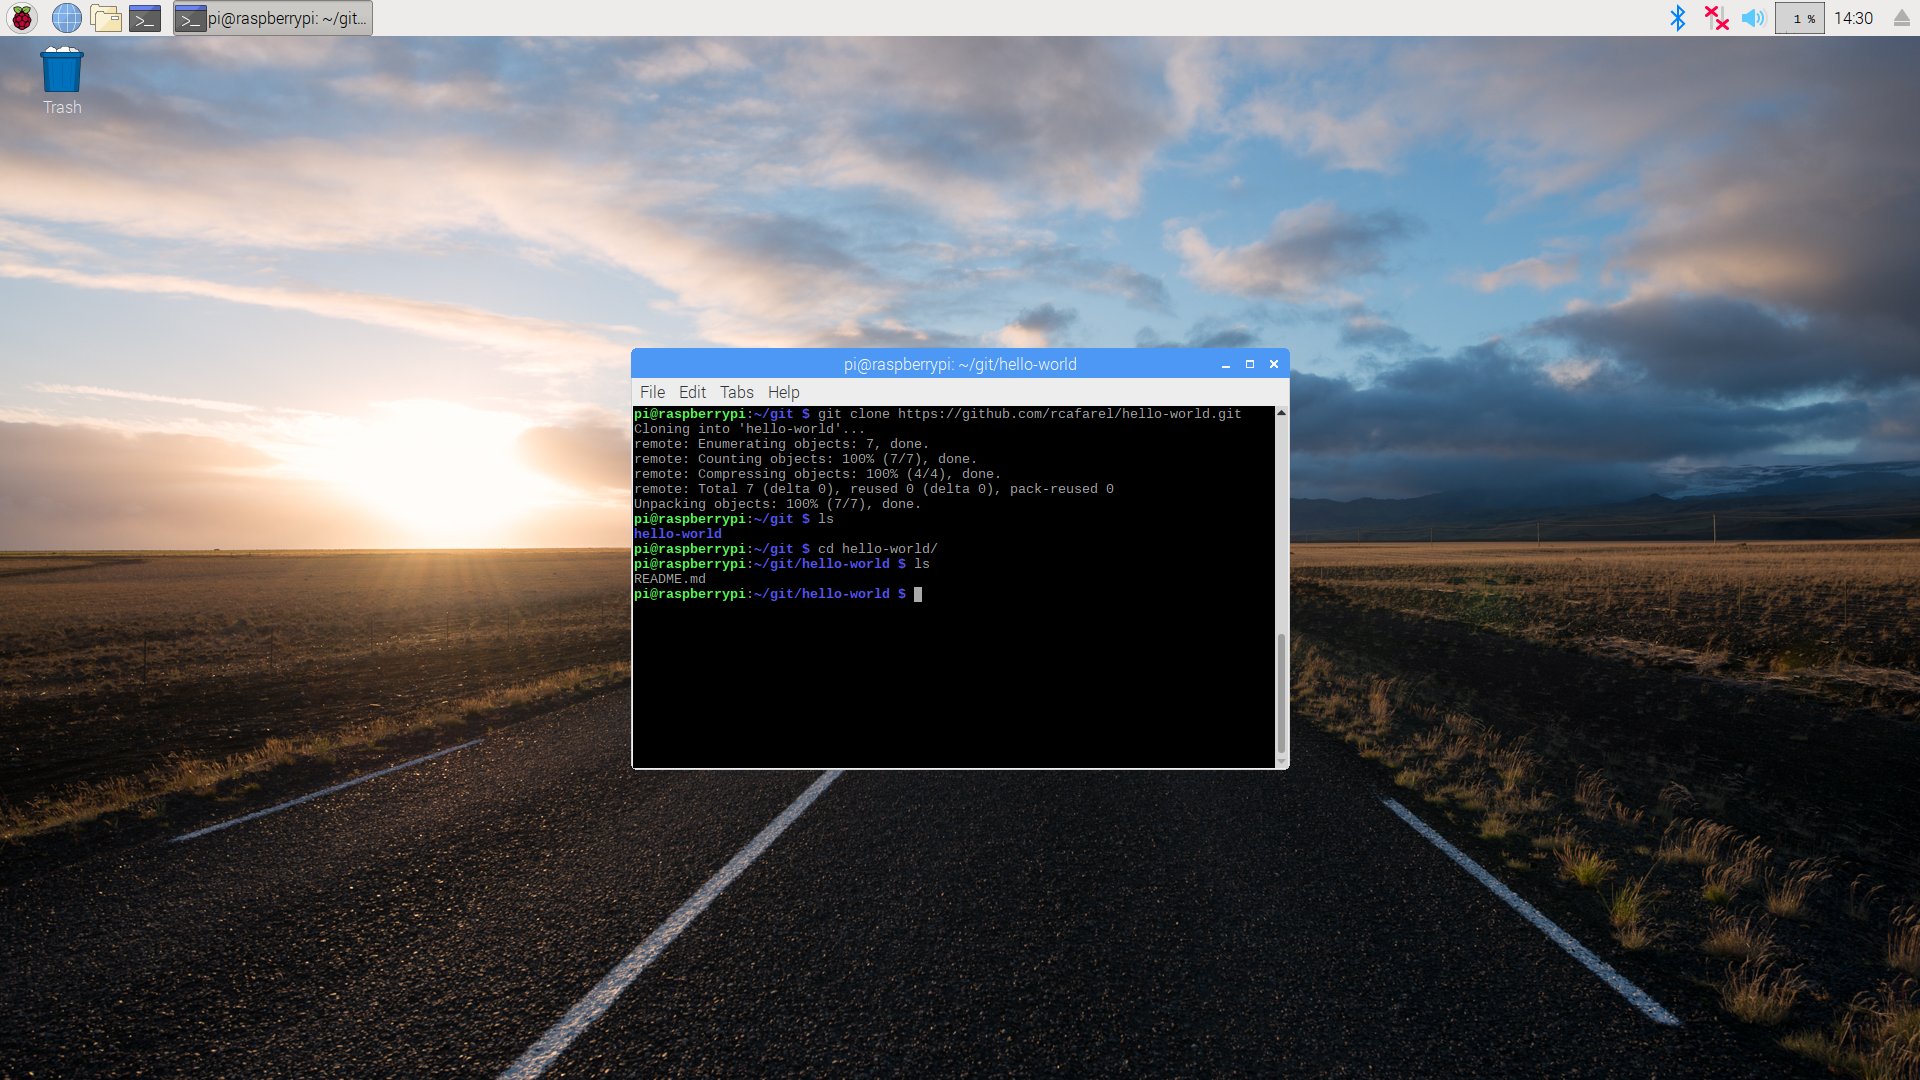 pi@raspberrypi: ~/git...
1 %
14:30
Trash
pi@raspberrypi: ~/git/hello-world
File Edit Tabs Help
pi@raspberrypi:~/git $ git clone https://github.com/rcafarel/hello-world.git
Cloning into 'hello-world'...
remote: Enumerating objects: 7, done.
remote: Counting objects: 100% (7/7), done.
remote: Compressing objects: 100% (4/4), done.
remote: Total 7 (delta 0), reused 0 (delta 0), pack-reused 0
Unpacking objects: 100% (7/7), done.
pi@raspberrypi:~/git $ ls
hello-world
pi@raspberrypi:~/git $ cd hello-world/
pi@raspberrypi:~/git/hello-world $ ls
README.md
pi@raspberrypi:~/git/hello-world $